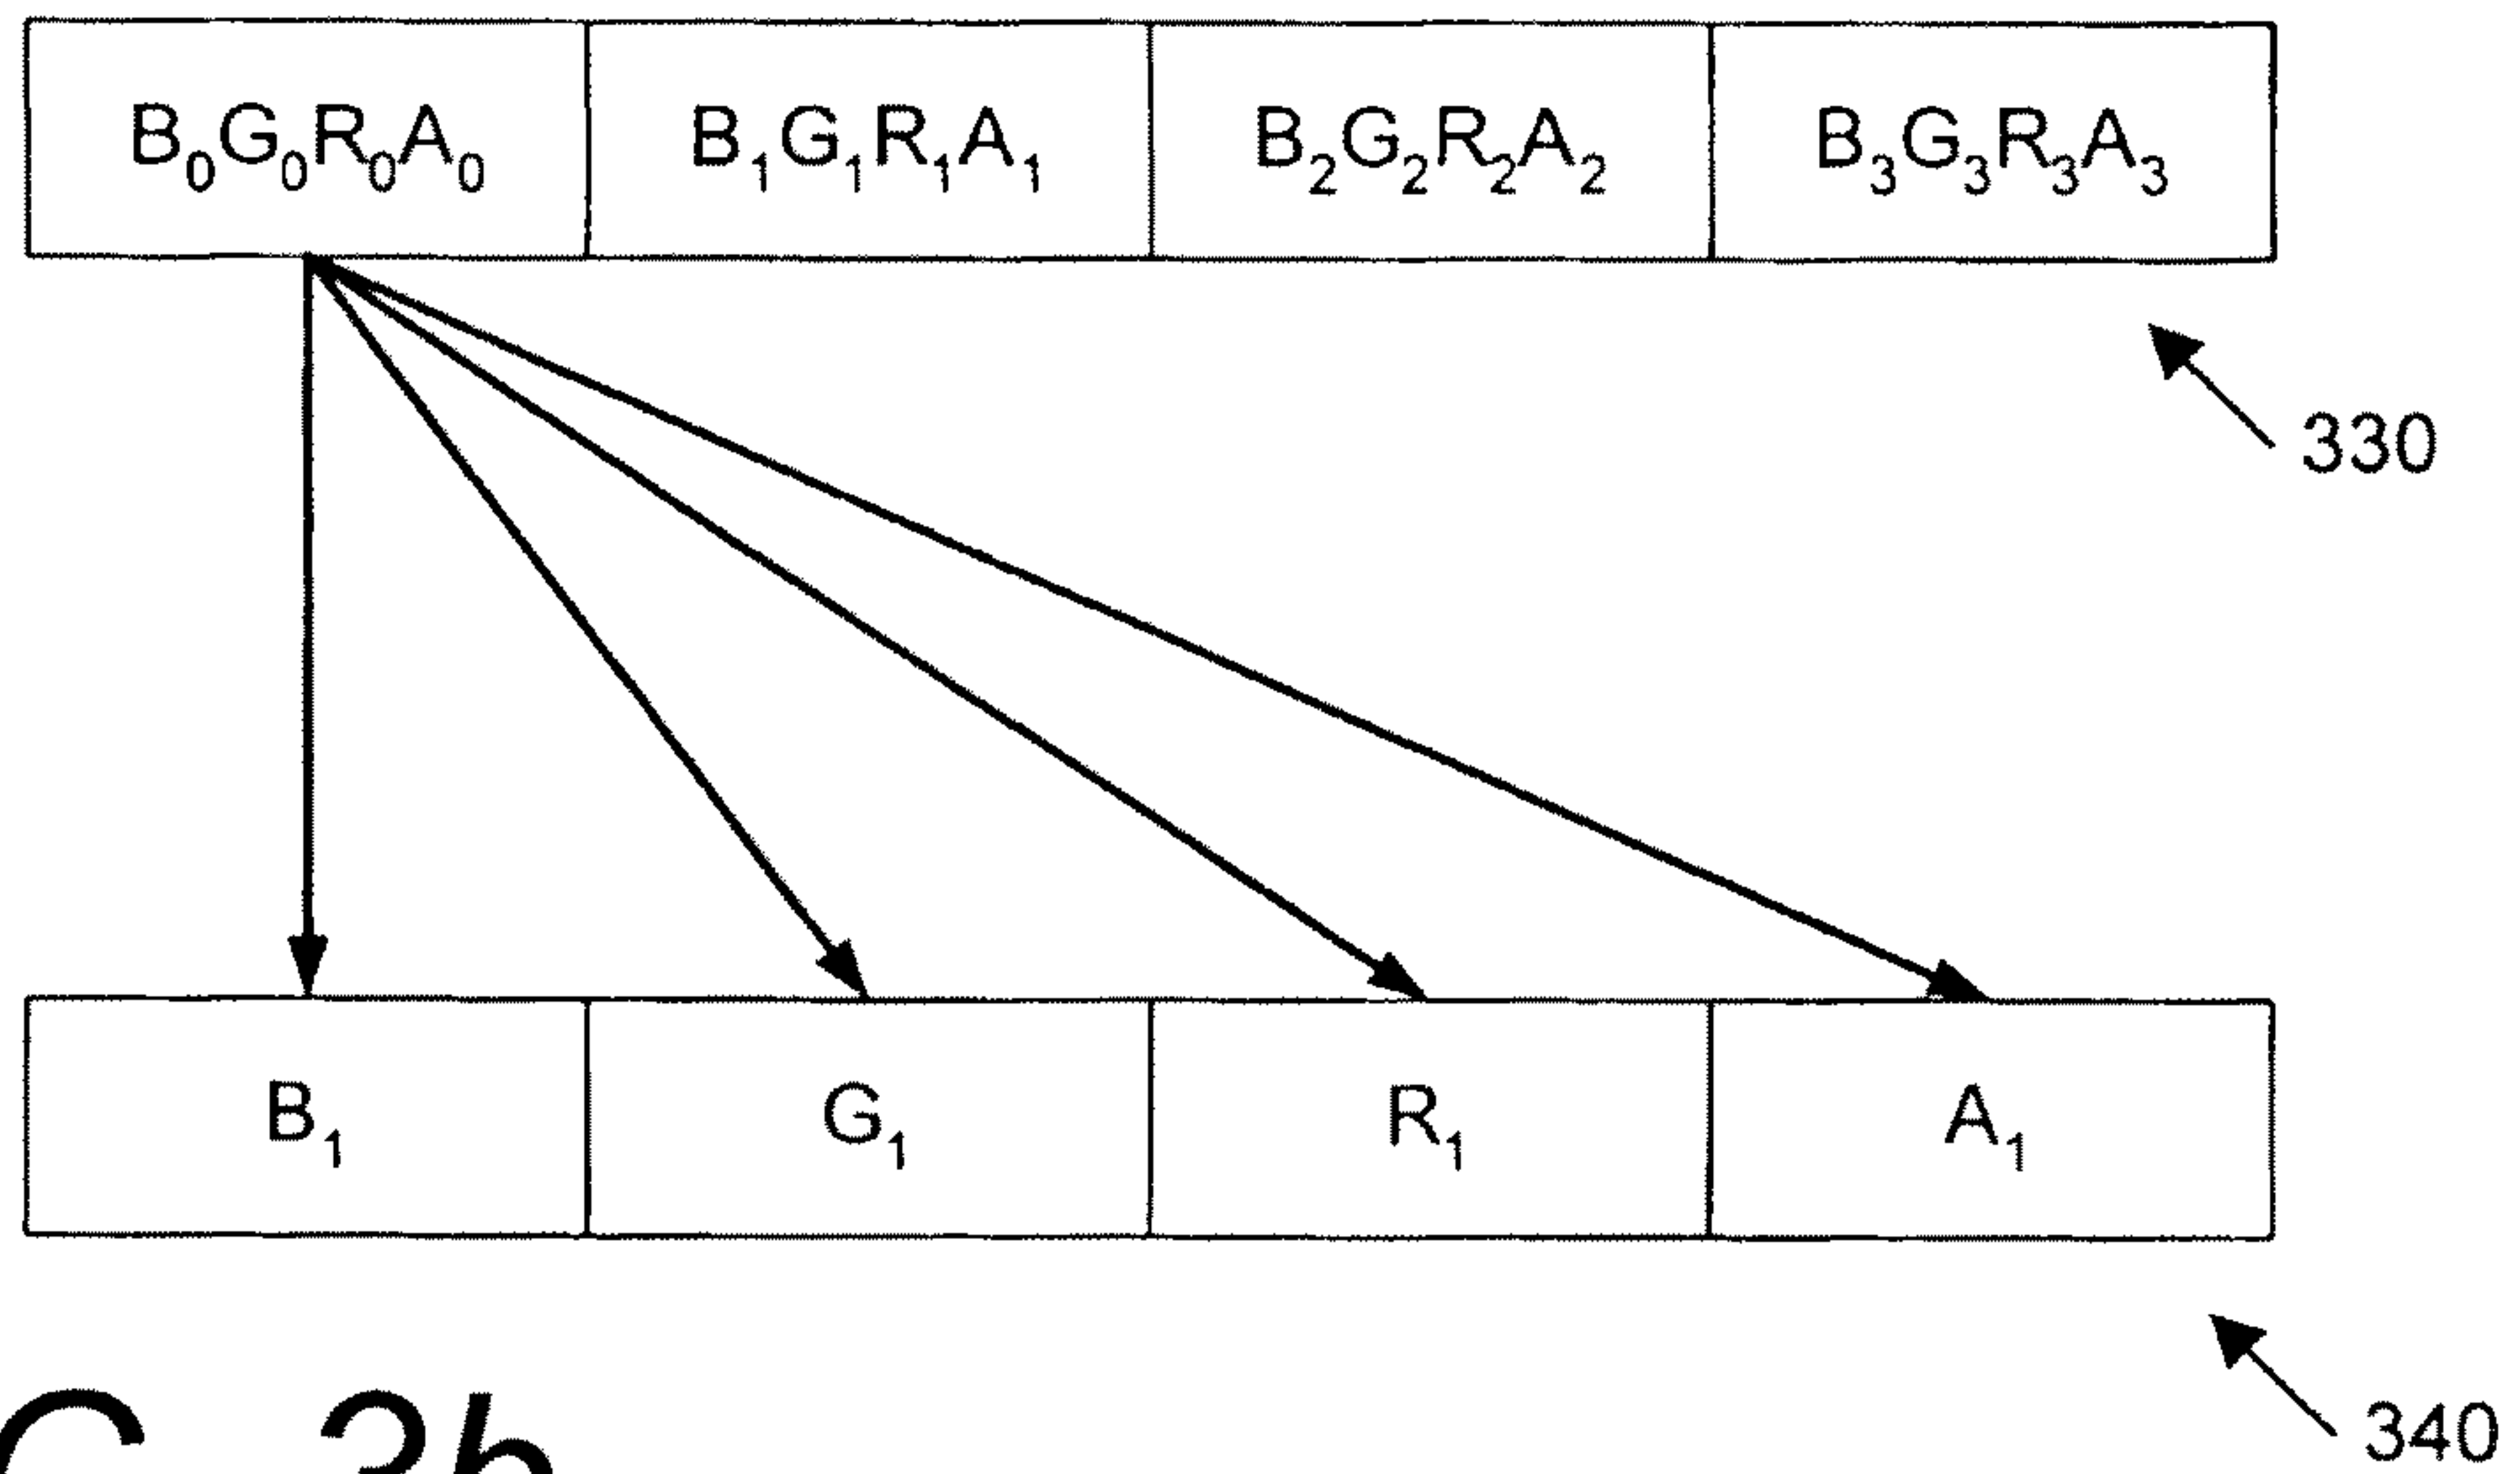 B₀G₀R₀A₀ B₁G₁R₁A₁ B₂G₂R₂A₂ B₃G₃R₃A₃
330
B₁ G₁ R₁ A₁
340